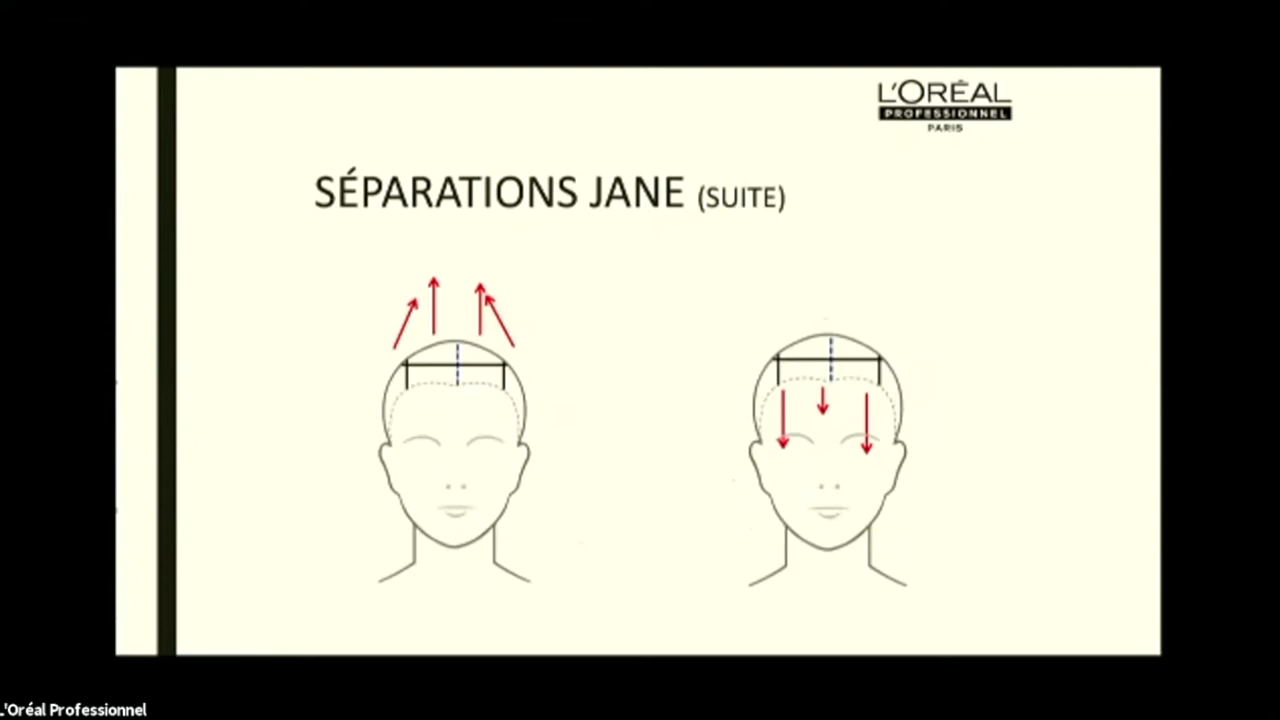 L'ORÉAL
PROFESSIONNEL
PARIS
SÉPARATIONS JANE (SUITE)
L'Oréal Professionnel